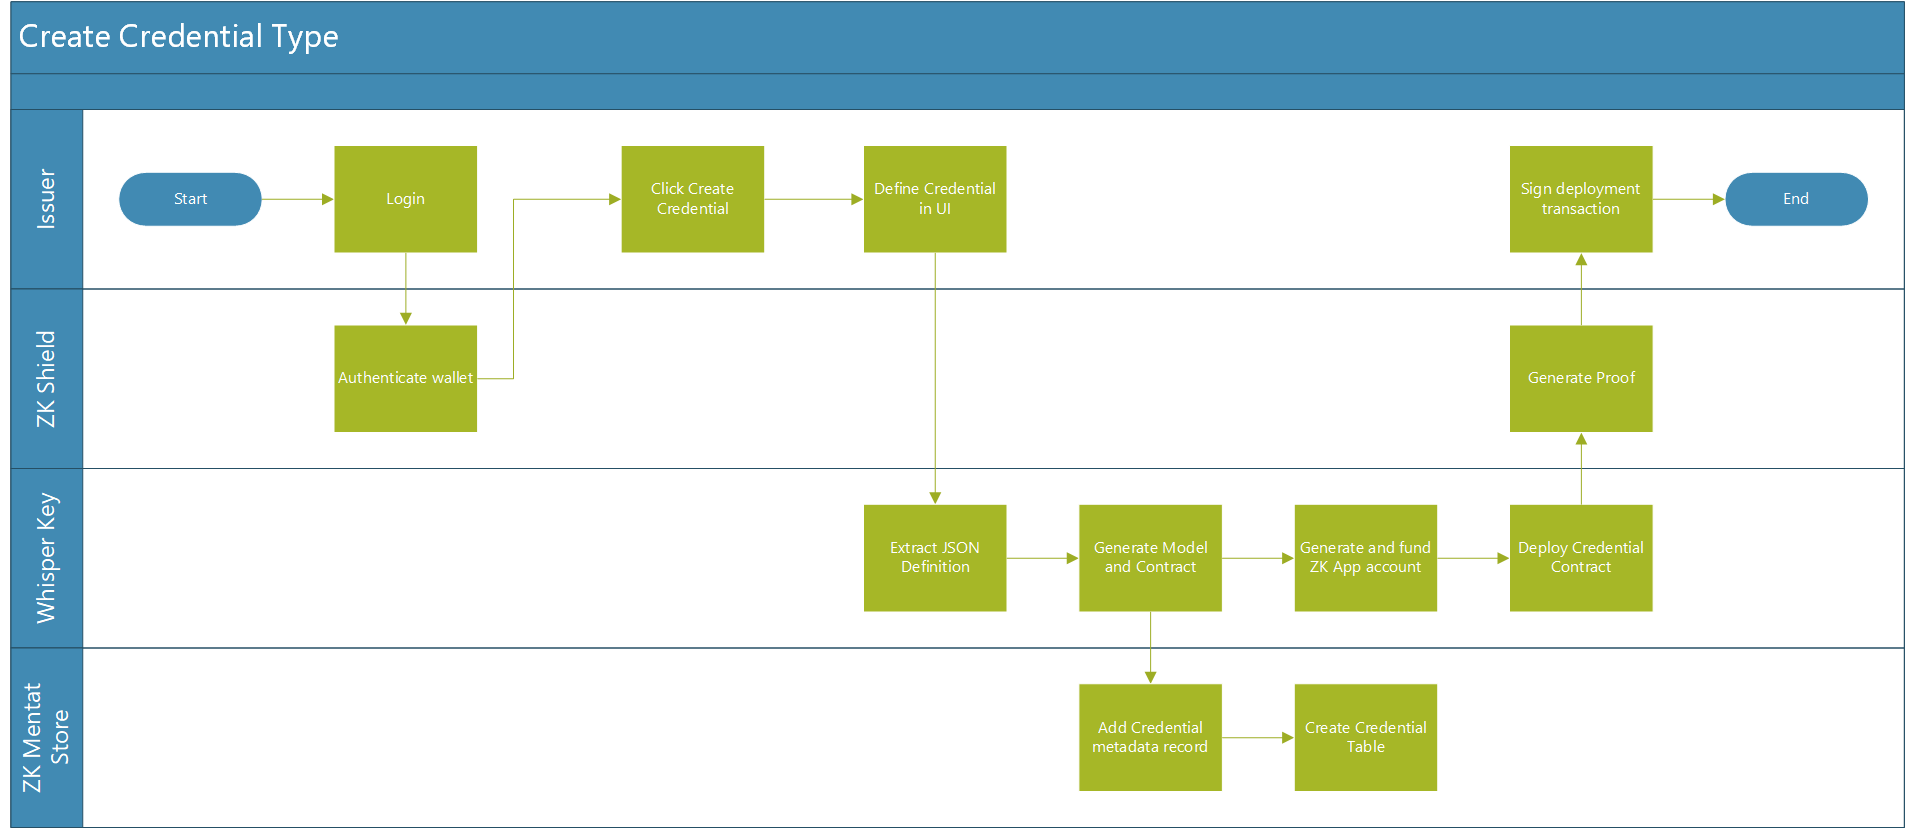 Create Credential Type
Issuer
Start
Login
Click Create
Credential
Define Credential
in UI
Sign deployment
transaction
End
ZK Shield
Authenticate wallet
Generate Proof
Whisper Key
Extract JSON
Definition
Generate Model
and Contract
Generate and fund
ZK App account
Deploy Credential
Contract
ZK Mentat
Store
Add Credential
metadata record
Create Credential
Table